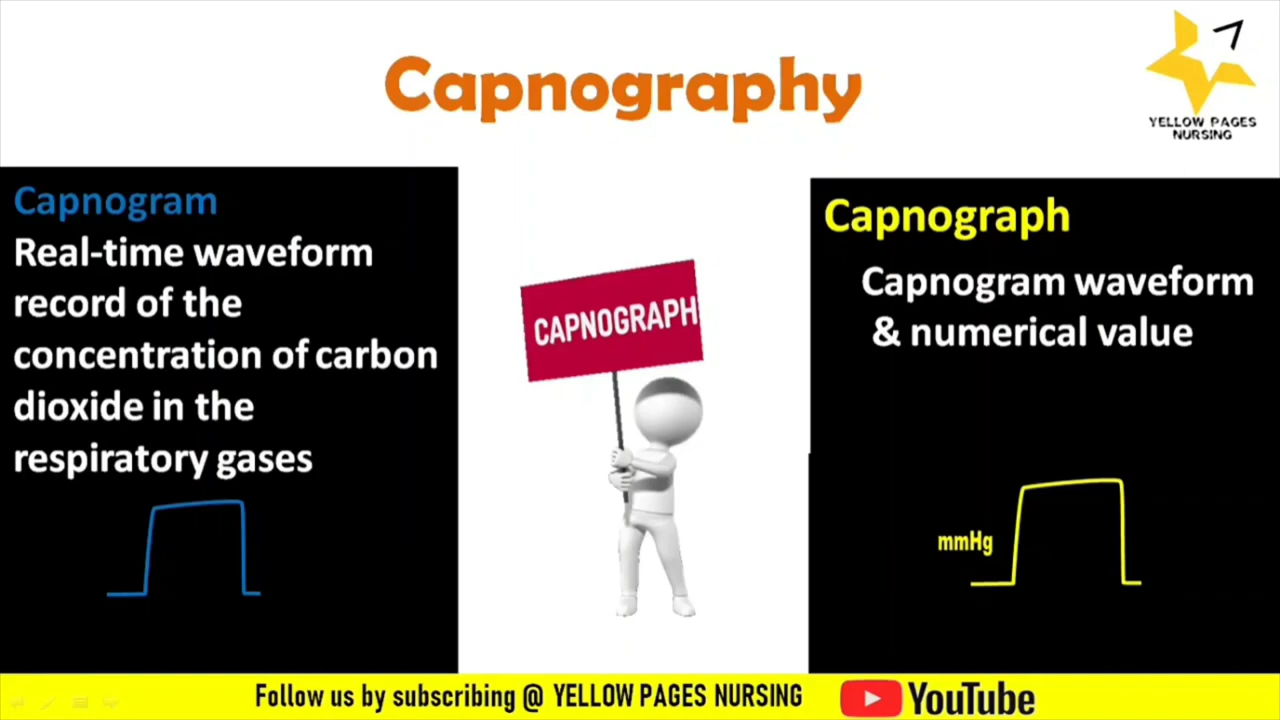 Capnography
YELLOW PAGES
NURSING
Capnogram
Real-time waveform
record of the
concentration of carbon
dioxide in the
respiratory gases
CAPNOGRAPH
Capnograph
Capnogram waveform
& numerical value
mmHg
Follow us by subscribing @ YELLOW PAGES NURSING
YouTube